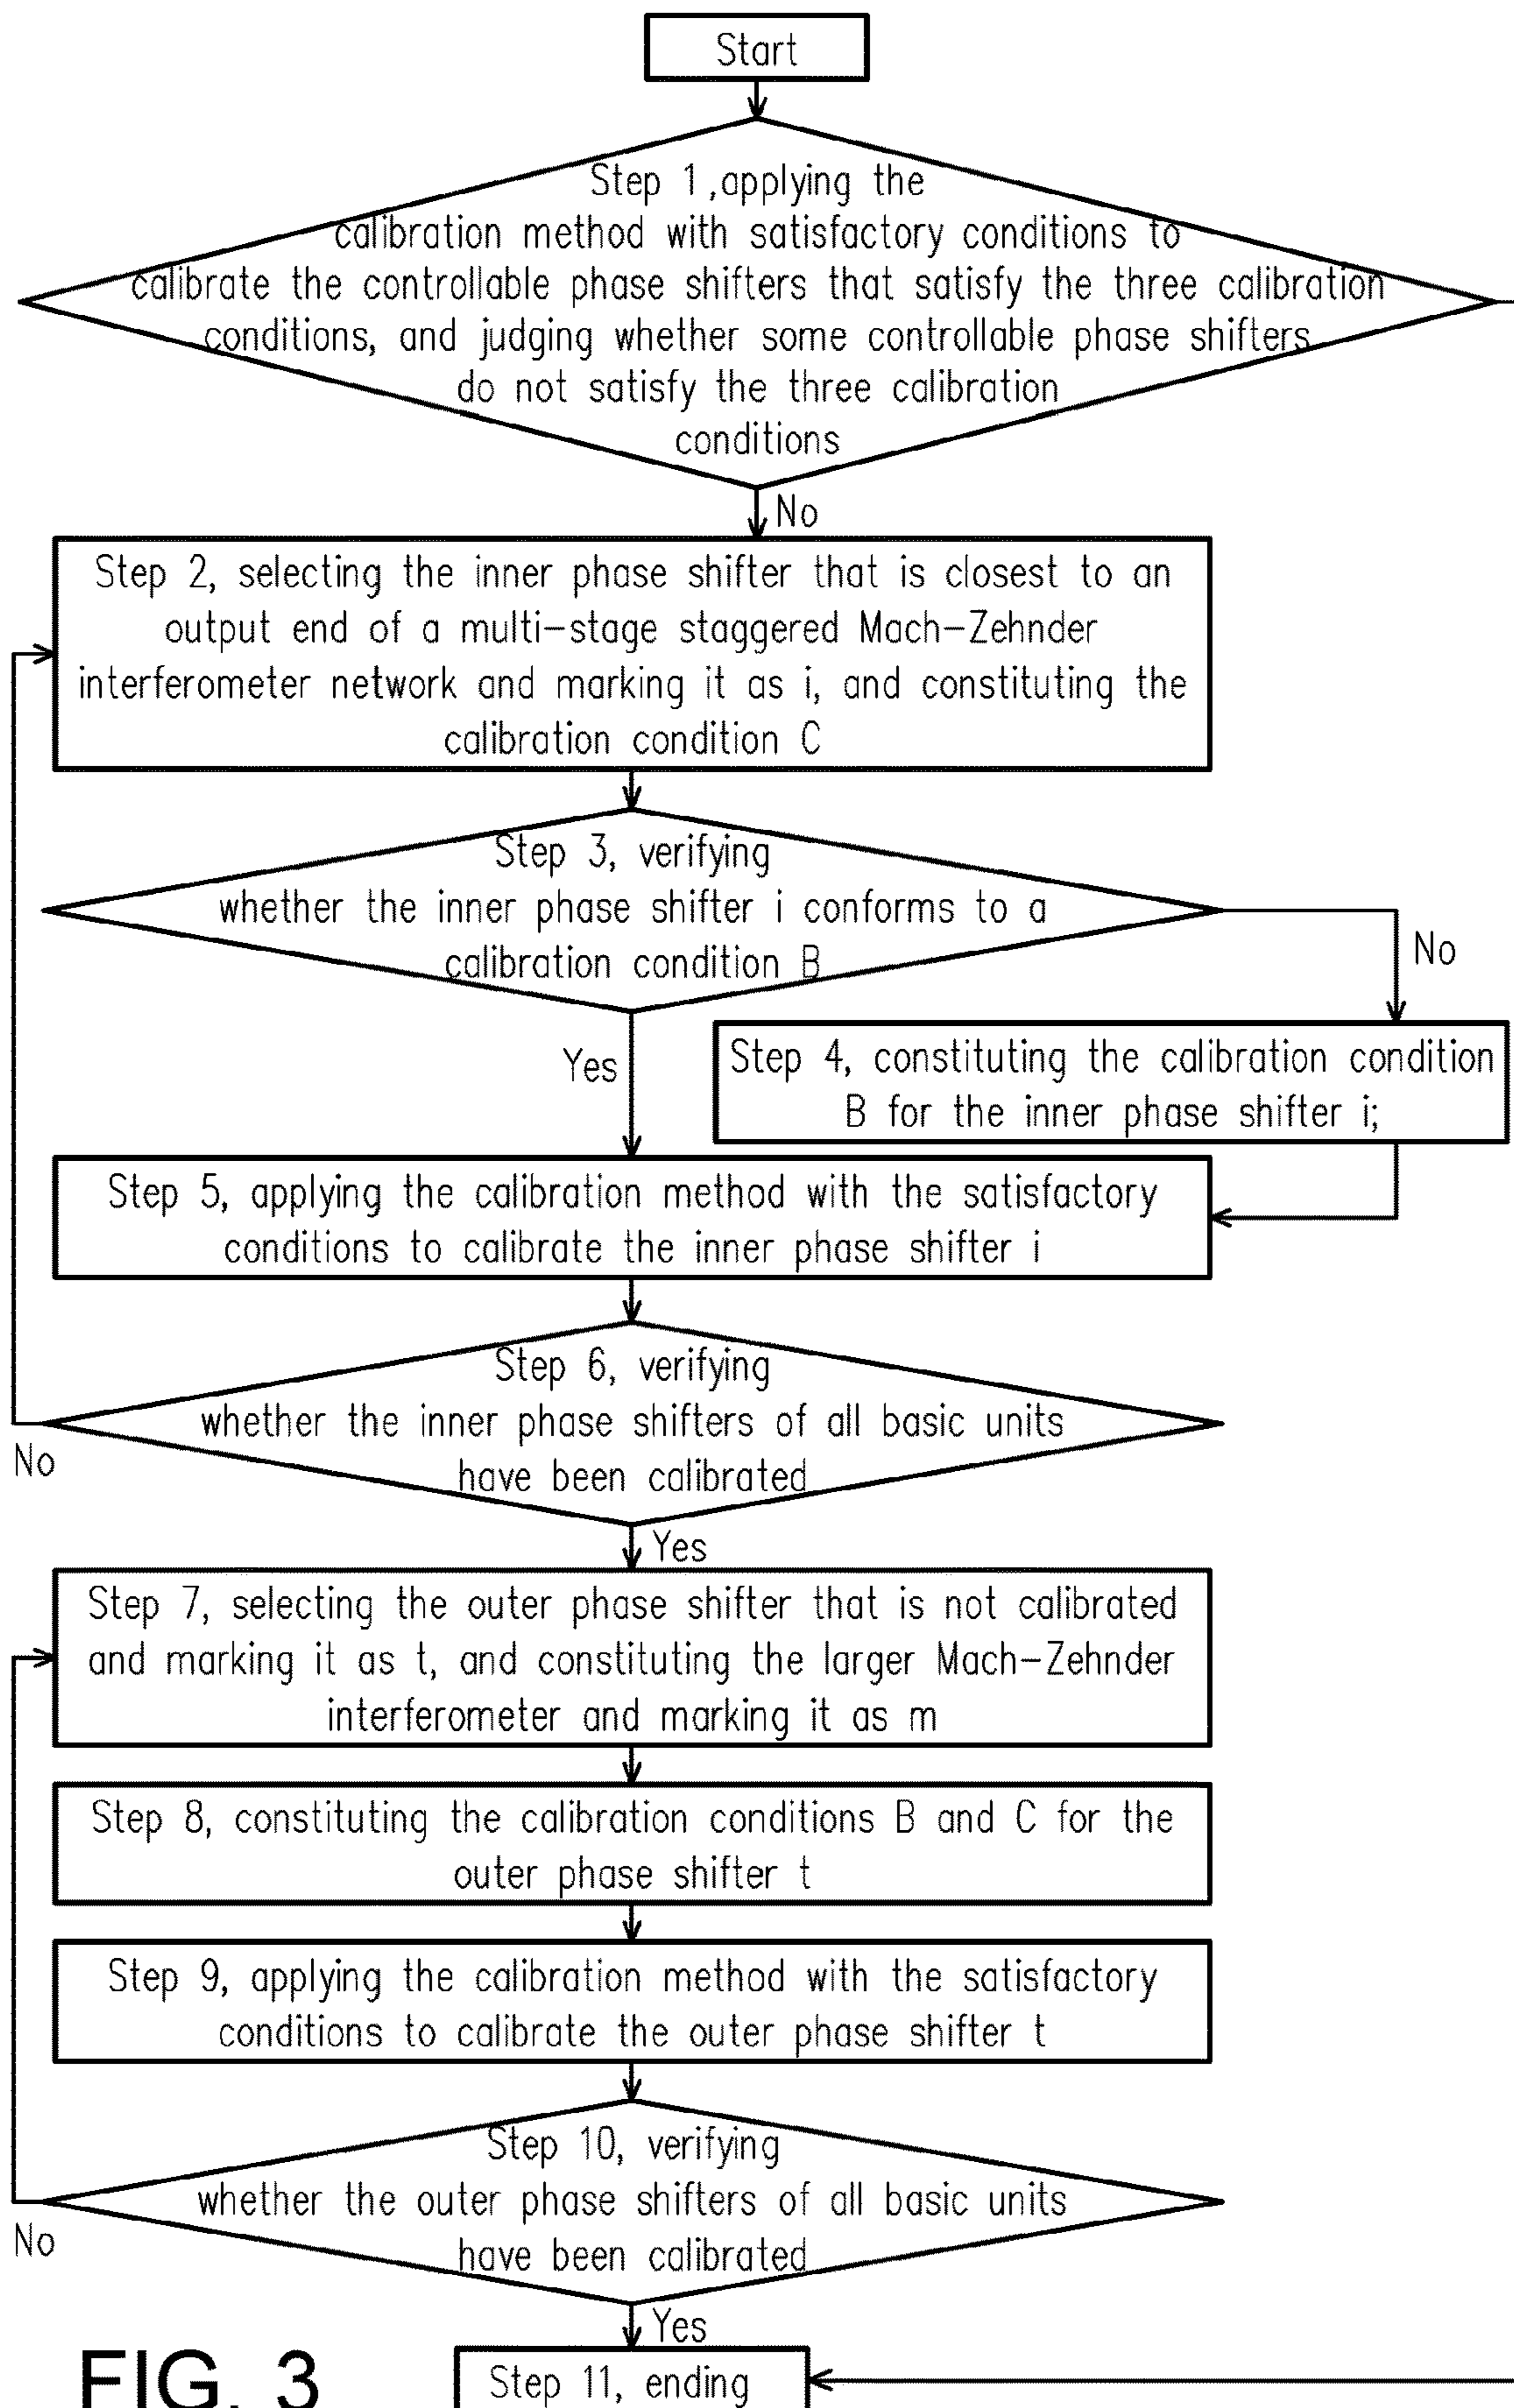 Start
Step 1,applying the
calibration method with satisfactory conditions to
calibrate the controllable phase shifters that satisfy the three calibration
conditions, and judging whether some controllable phase shifters
do not satisfy the three calibration
conditions
No
Step 2, selecting the inner phase shifter that is closest to an
output end of a multi-stage staggered Mach-Zehnder
interferometer network and marking it as i, and constituting the
calibration condition C
Step 3, verifying
whether the inner phase shifter i conforms to a
calibration condition B
No
Yes
Step 4, constituting the calibration condition
B for the inner phase shifter i;
Step 5, applying the calibration method with the satisfactory
conditions to calibrate the inner phase shifter i
Step 6, verifying
whether the inner phase shifters of all basic units
have been calibrated
No
Yes
Step 7, selecting the outer phase shifter that is not calibrated
and marking it as t, and constituting the larger Mach-Zehnder
interferometer and marking it as m
Step 8, constituting the calibration conditions B and C for the
outer phase shifter t
Step 9, applying the calibration method with the satisfactory
conditions to calibrate the outer phase shifter t
Step 10, verifying
whether the outer phase shifters of all basic units
have been calibrated
No
Yes
Step 11, ending
FIG. 3